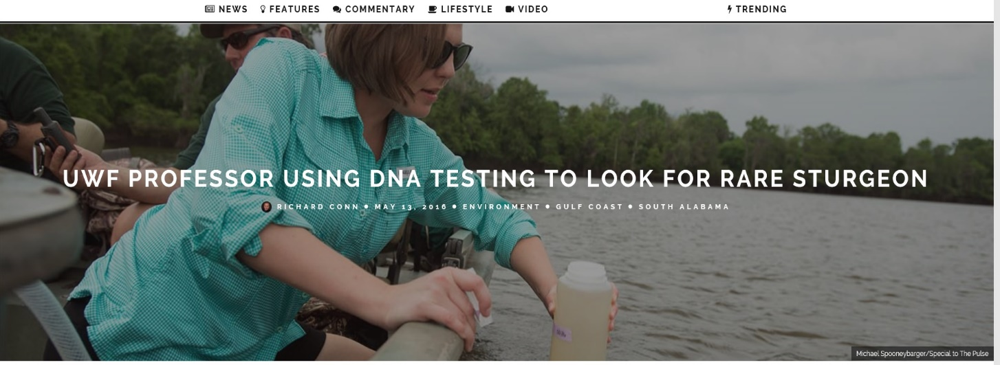 NEWS FEATURES COMMENTARY LIFESTYLE VIDEO TRENDING
UWF PROFESSOR USING DNA TESTING TO LOOK FOR RARE STURGEON
RICHARD CONN • MAY 13, 2016 • ENVIRONMENT • GULF COAST • SOUTH ALABAMA
Michael Spooneybarger/Special to The Pulse